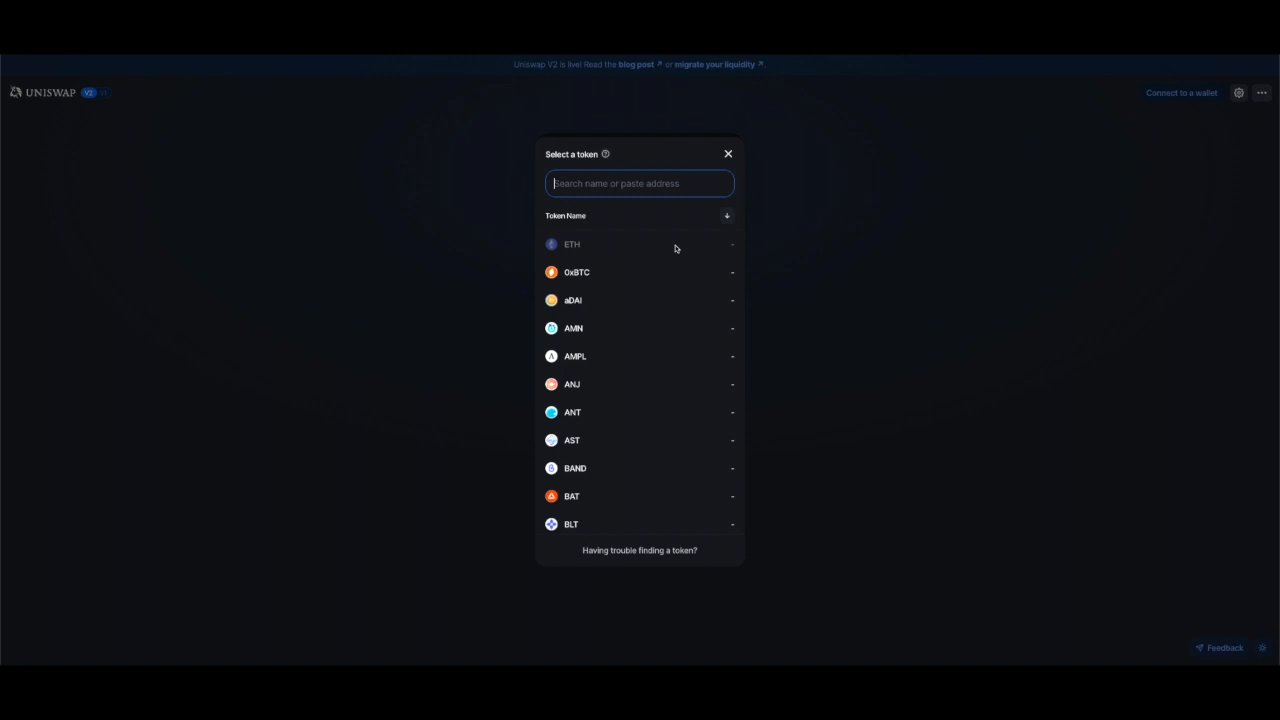 Uniswap V2 is live! Read the blog post ↗ or migrate your liquidity ↗.
UNISWAP V2 V1
Connect to a wallet
Select a token
Search name or paste address
Token Name
ETH -
0xBTC -
aDAI -
AMN -
AMPL -
ANJ -
ANT -
AST -
BAND -
BAT -
BLT -
Having trouble finding a token?
Feedback